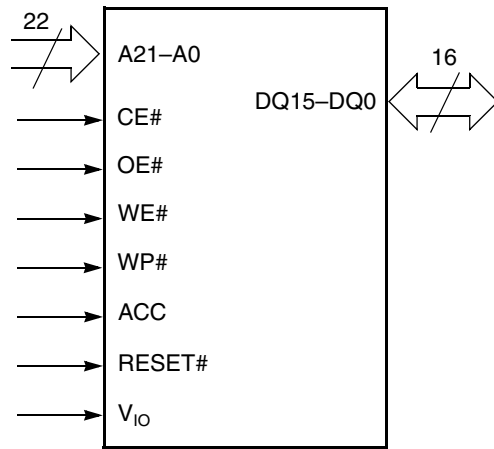 22
A21–A0
16
DQ15–DQ0
CE#
OE#
WE#
WP#
ACC
RESET#
VIO